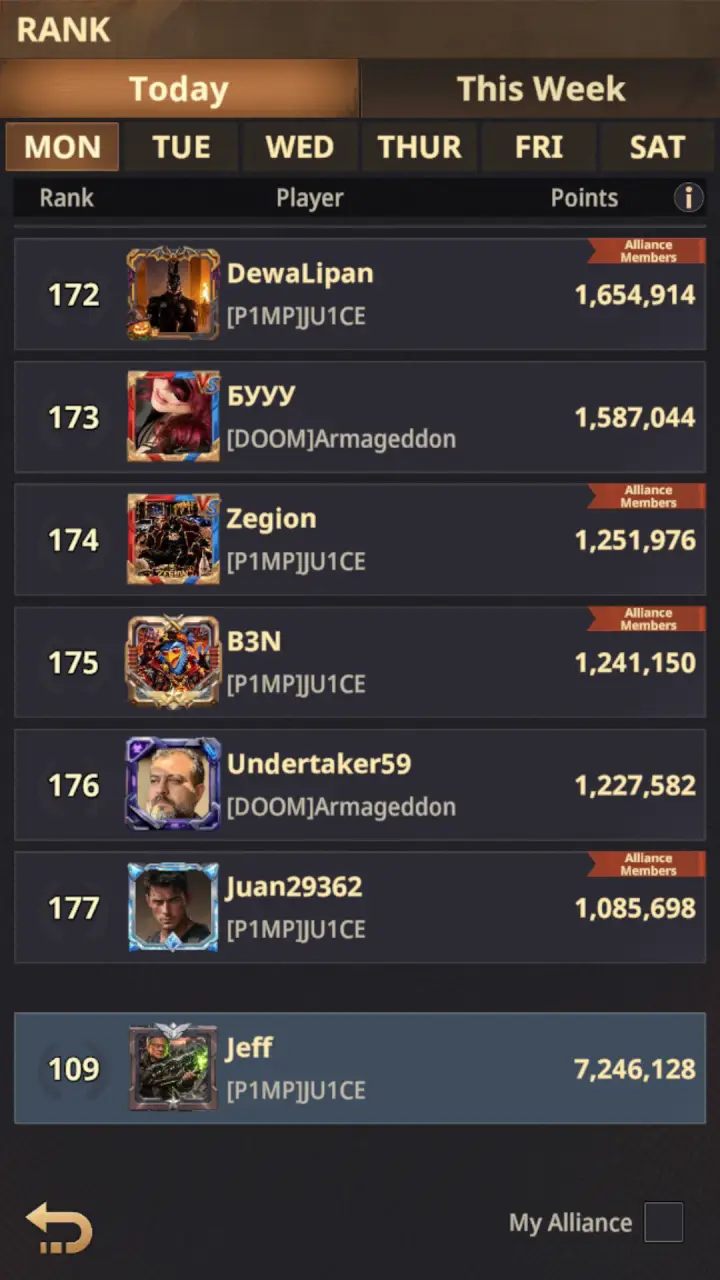 RANK
Today
This Week
MON
TUE
WED
THUR
FRI
SAT
Rank
Player
Points
i
Alliance
Members
172
DewaLipan
[P1MP]JU1CE
1,654,914
173
БУУУ
[DOOM]Armageddon
1,587,044
Alliance
Members
174
Zegion
[P1MP]JU1CE
1,251,976
Alliance
Members
175
B3N
[P1MP]JU1CE
1,241,150
176
Undertaker59
[DOOM]Armageddon
1,227,582
Alliance
Members
177
Juan29362
[P1MP]JU1CE
1,085,698
109
Jeff
[P1MP]JU1CE
7,246,128
My Alliance